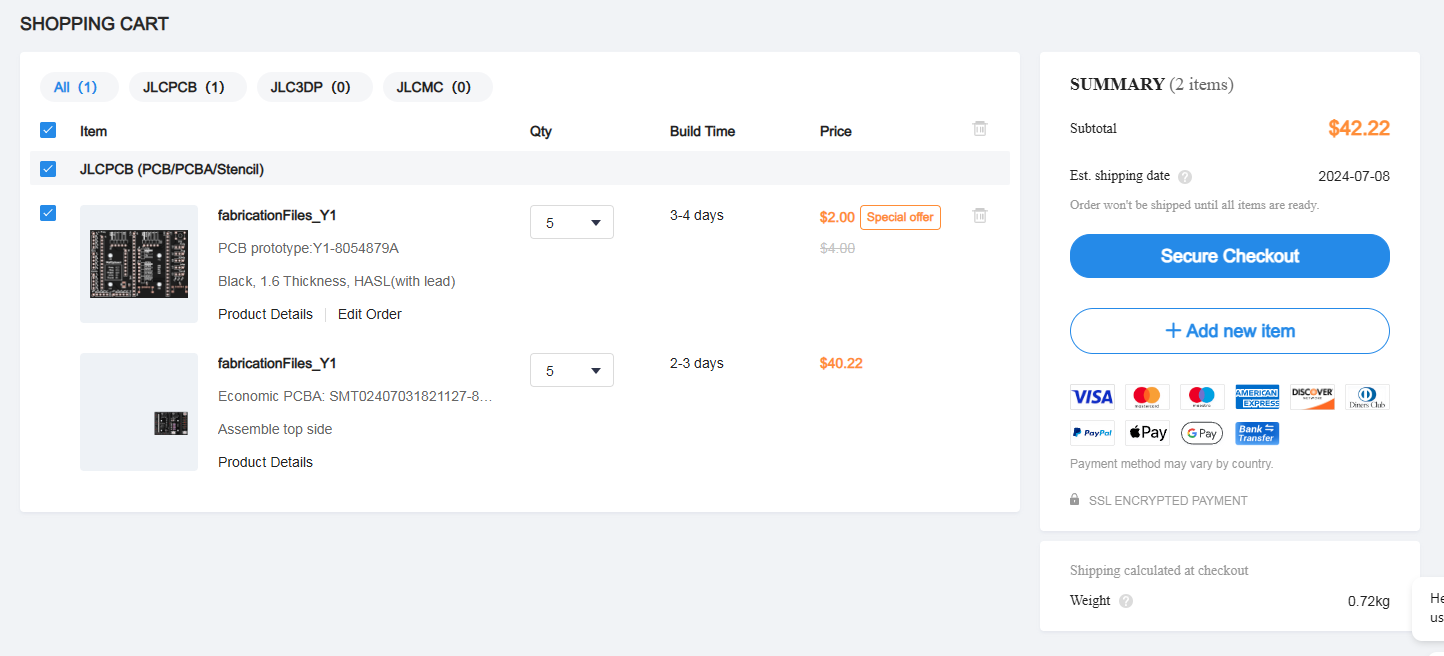 SHOPPING CART
All (1) JLCPCB (1) JLC3DP (0) JLCMC (0)
Item Qty Build Time Price
JLCPCB (PCB/PCBA/Stencil)
fabricationFiles_Y1 5 3-4 days $2.00 Special offer
PCB prototype:Y1-8054879A $4.00
Black, 1.6 Thickness, HASL(with lead)
Product Details Edit Order
fabricationFiles_Y1 5 2-3 days $40.22
Economic PCBA: SMT02407031821127-8...
Assemble top side
Product Details
SUMMARY (2 items)
Subtotal $42.22
Est. shipping date ? 2024-07-08
Order won't be shipped until all items are ready.
Secure Checkout
+ Add new item
VISA mastercard maestro AMERICAN EXPRESS DISCOVER NETWORK Diners Club
PayPal Pay G Pay Bank Transfer
Payment method may vary by country.
SSL ENCRYPTED PAYMENT
Shipping calculated at checkout
Weight ? 0.72kg
He
us